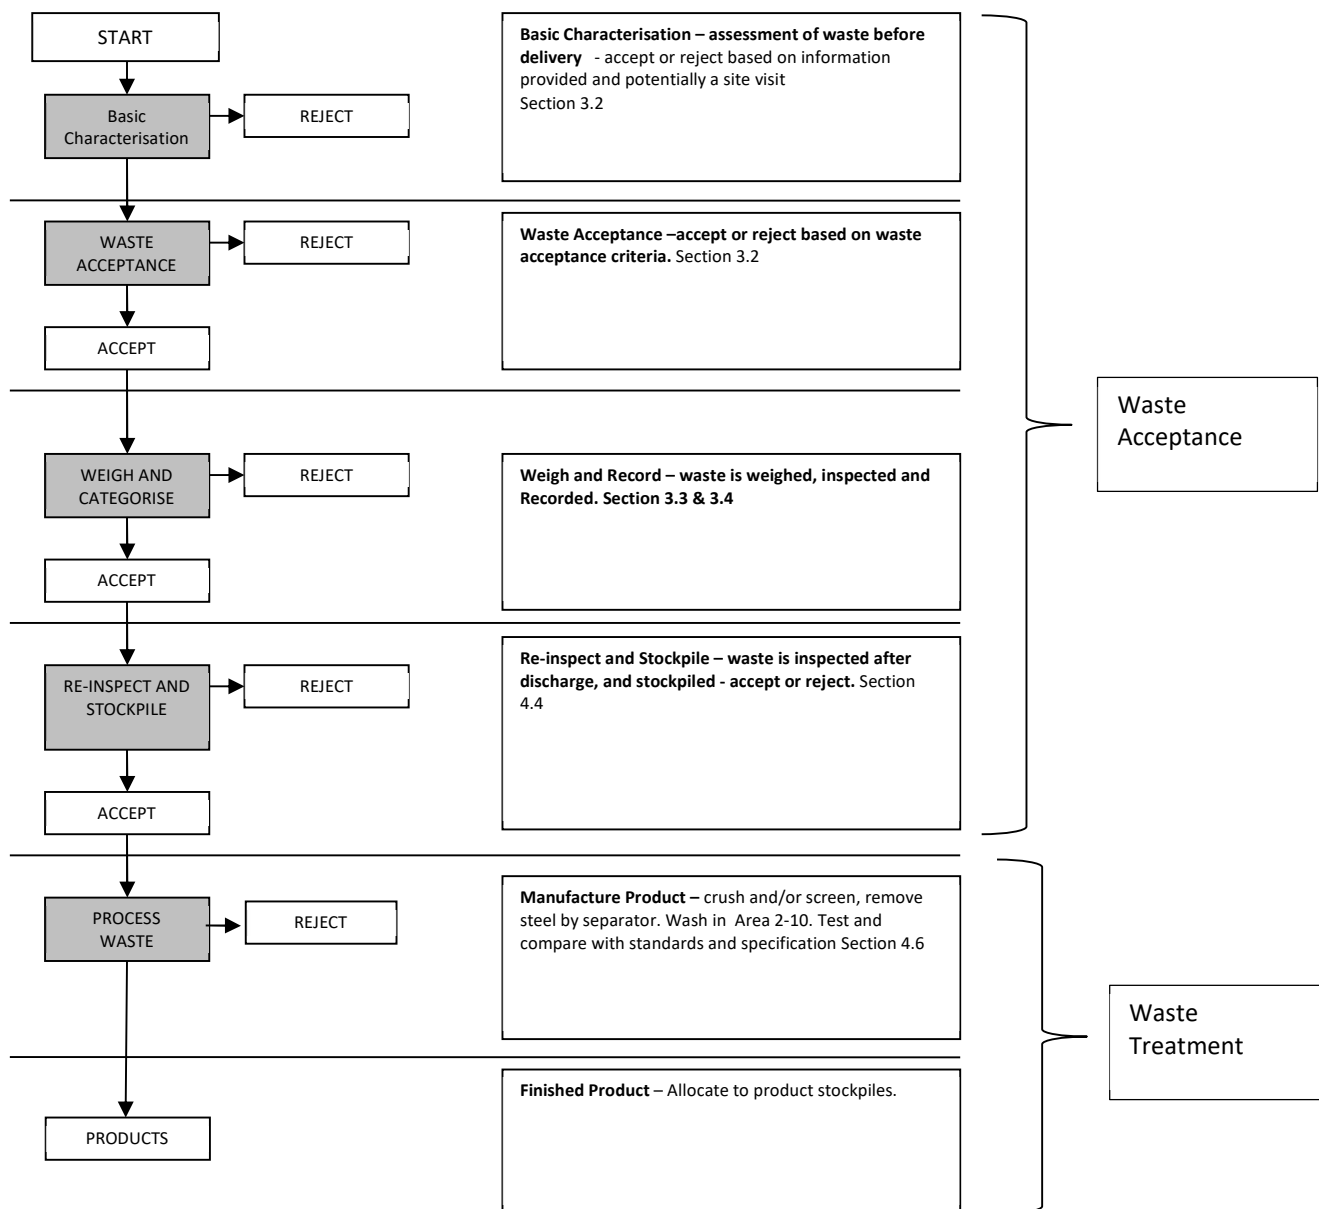 START
Basic
Characterisation
REJECT
Basic Characterisation – assessment of waste before
delivery - accept or reject based on information
provided and potentially a site visit
Section 3.2
WASTE
ACCEPTANCE
REJECT
ACCEPT
Waste Acceptance –accept or reject based on waste
acceptance criteria. Section 3.2
WEIGH AND
CATEGORISE
REJECT
ACCEPT
Weigh and Record – waste is weighed, inspected and
Recorded. Section 3.3 & 3.4
Waste
Acceptance
RE-INSPECT AND
STOCKPILE
REJECT
ACCEPT
Re-inspect and Stockpile – waste is inspected after
discharge, and stockpiled - accept or reject. Section
4.4
PROCESS
WASTE
REJECT
Manufacture Product – crush and/or screen, remove
steel by separator. Wash in Area 2-10. Test and
compare with standards and specification Section 4.6
Waste
Treatment
PRODUCTS
Finished Product – Allocate to product stockpiles.